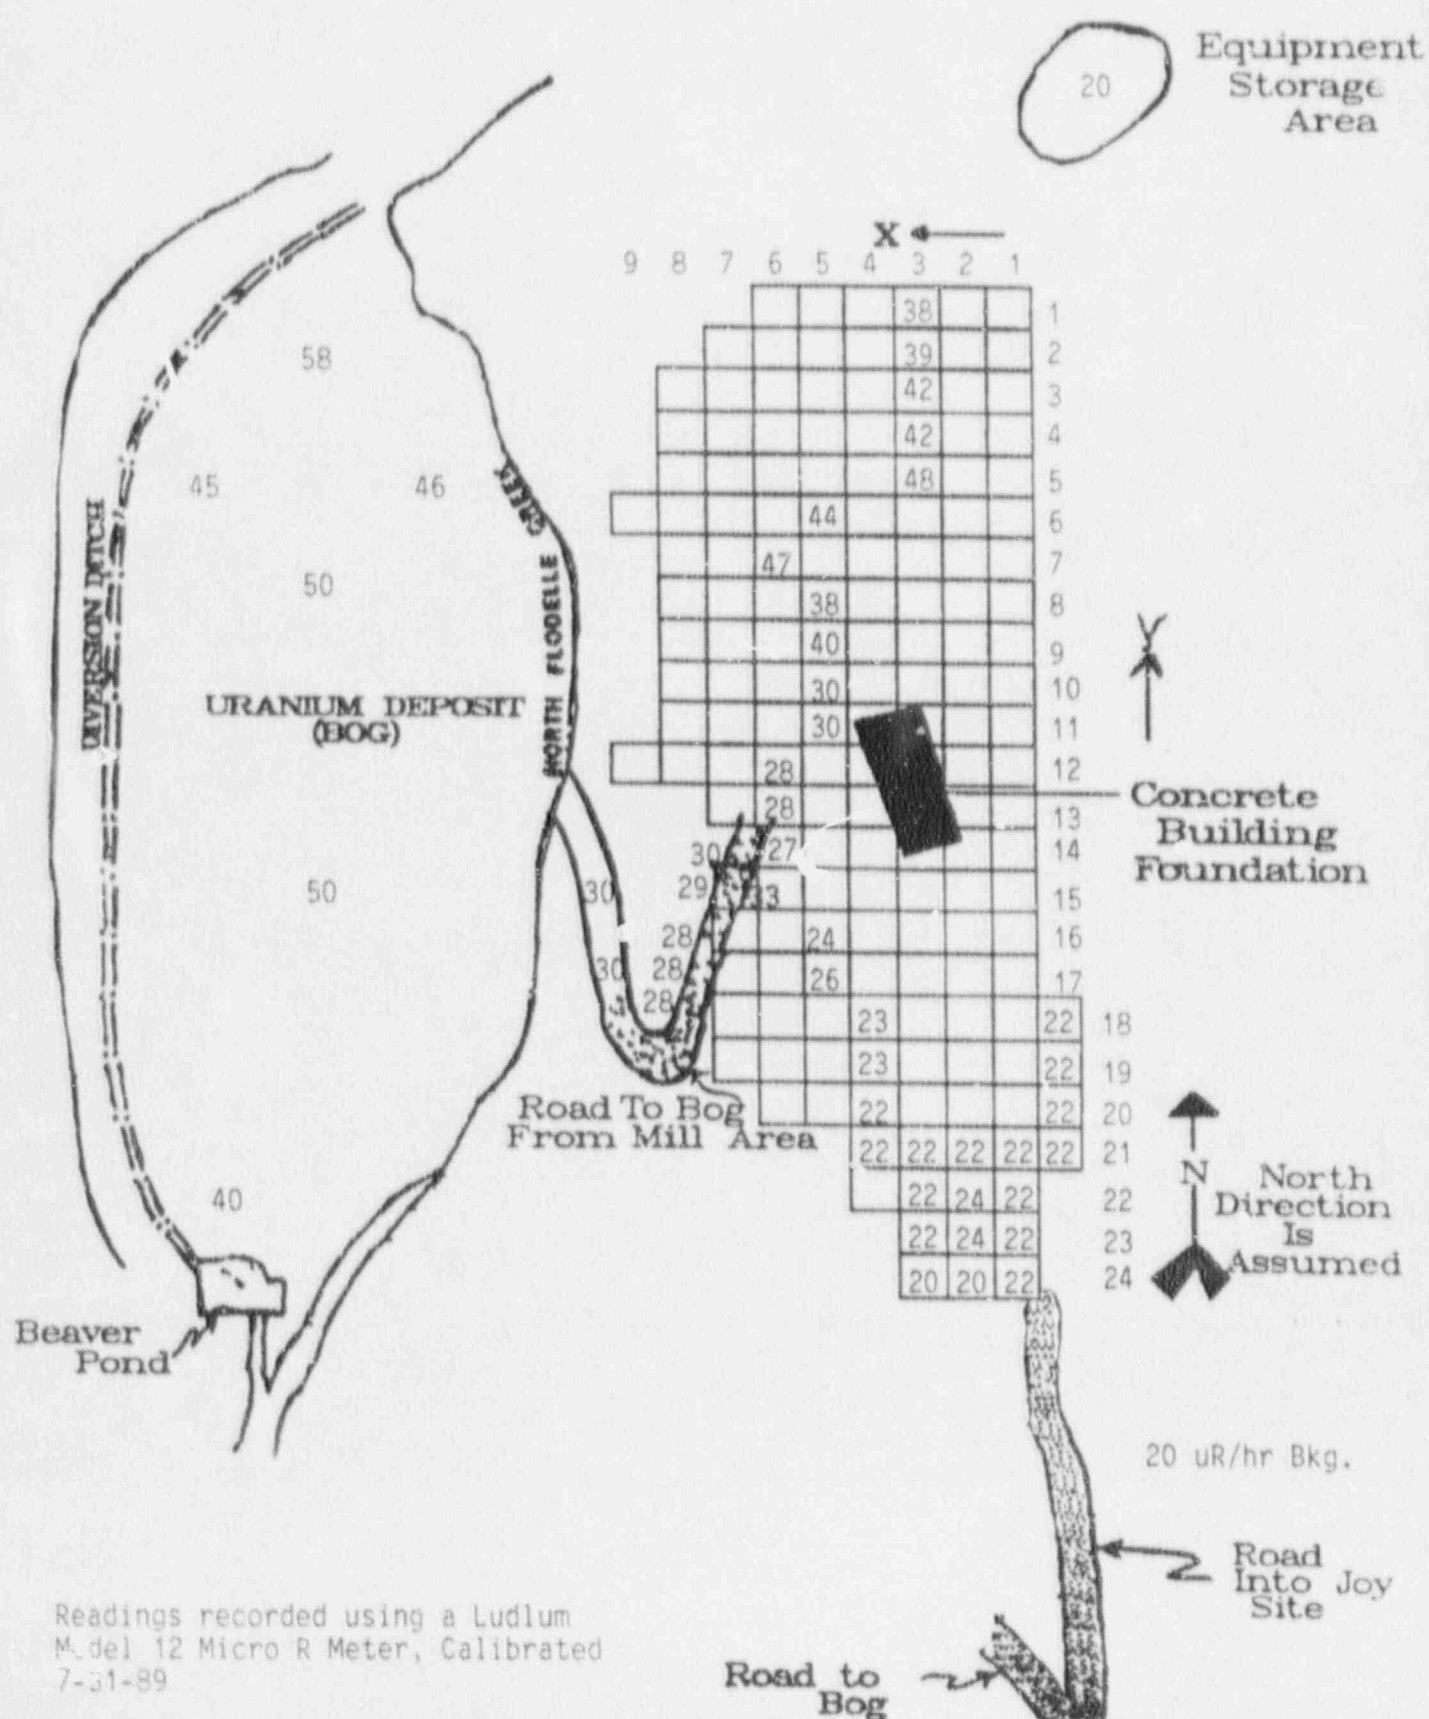 Equipment
Storage
Area
20
X
9 8 7 6 5 4 3 2 1
38 1
39 2
42 3
42 4
48 5
44 6
47 7
38 8
40 9
30 10
30 11
28 12
28 13
30 27 14
30 29 15
28 24 16
30 28 26 17
28
23 22 18
23 22 19
22 22 20
22 22 22 22 22 21
22 24 22 22
22 24 22 23
20 20 22 24
Y
Concrete
Building
Foundation
58
45 46
50
DIVERSION DITCH
NORTH FLODELLE CREEK
URANIUM DEPOSIT
(BOG)
50
40
Road To Bog
From Mill Area
N
North
Direction
Is
Assumed
Beaver
Pond
20 uR/hr Bkg.
Road
Into Joy
Site
Readings recorded using a Ludlum
12 Micro R Meter, Calibrated
Road to
Bog